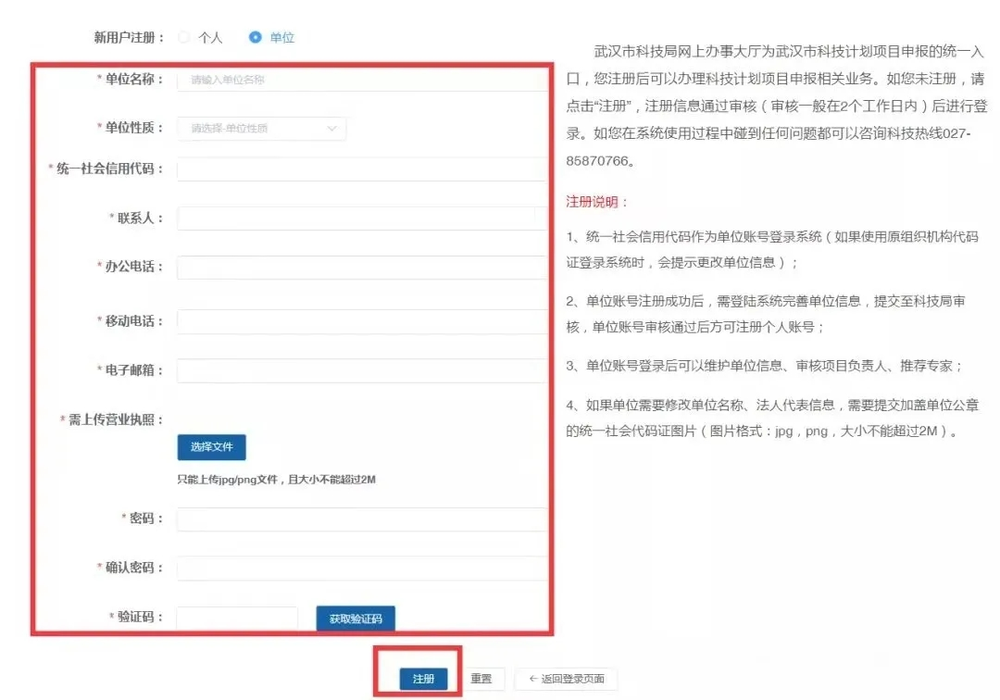 新用户注册： 个人 单位
* 单位名称： 请输入单位名称
* 单位性质： 请选择-单位性质
* 统一社会信用代码：
* 联系人：
* 办公电话：
* 移动电话：
* 电子邮箱：
* 需上传营业执照：
选择文件
只能上传jpg/png文件，且大小不能超过2M
* 密码：
* 确认密码：
* 验证码： 获取验证码
注册 重置 ← 返回登录页面
武汉市科技局网上办事大厅为武汉市科技计划项目申报的统一入
口，您注册后可以办理科技计划项目申报相关业务。如您未注册，请
点击“注册”，注册信息通过审核（审核一般在2个工作日内）后进行登
录。如您在系统使用过程中碰到任何问题都可以咨询科技热线027-
85870766。
注册说明：
1、统一社会信用代码作为单位账号登录系统（如果使用原组织机构代码
证登录系统时，会提示更改单位信息）；
2、单位账号注册成功后，需登陆系统完善单位信息，提交至科技局审
核，单位账号审核通过后方可注册个人账号；
3、单位账号登录后可以维护单位信息、审核项目负责人、推荐专家；
4、如果单位需要修改单位名称、法人代表信息，需要提交加盖单位公章
的统一社会代码证图片（图片格式：jpg，png，大小不能超过2M）。